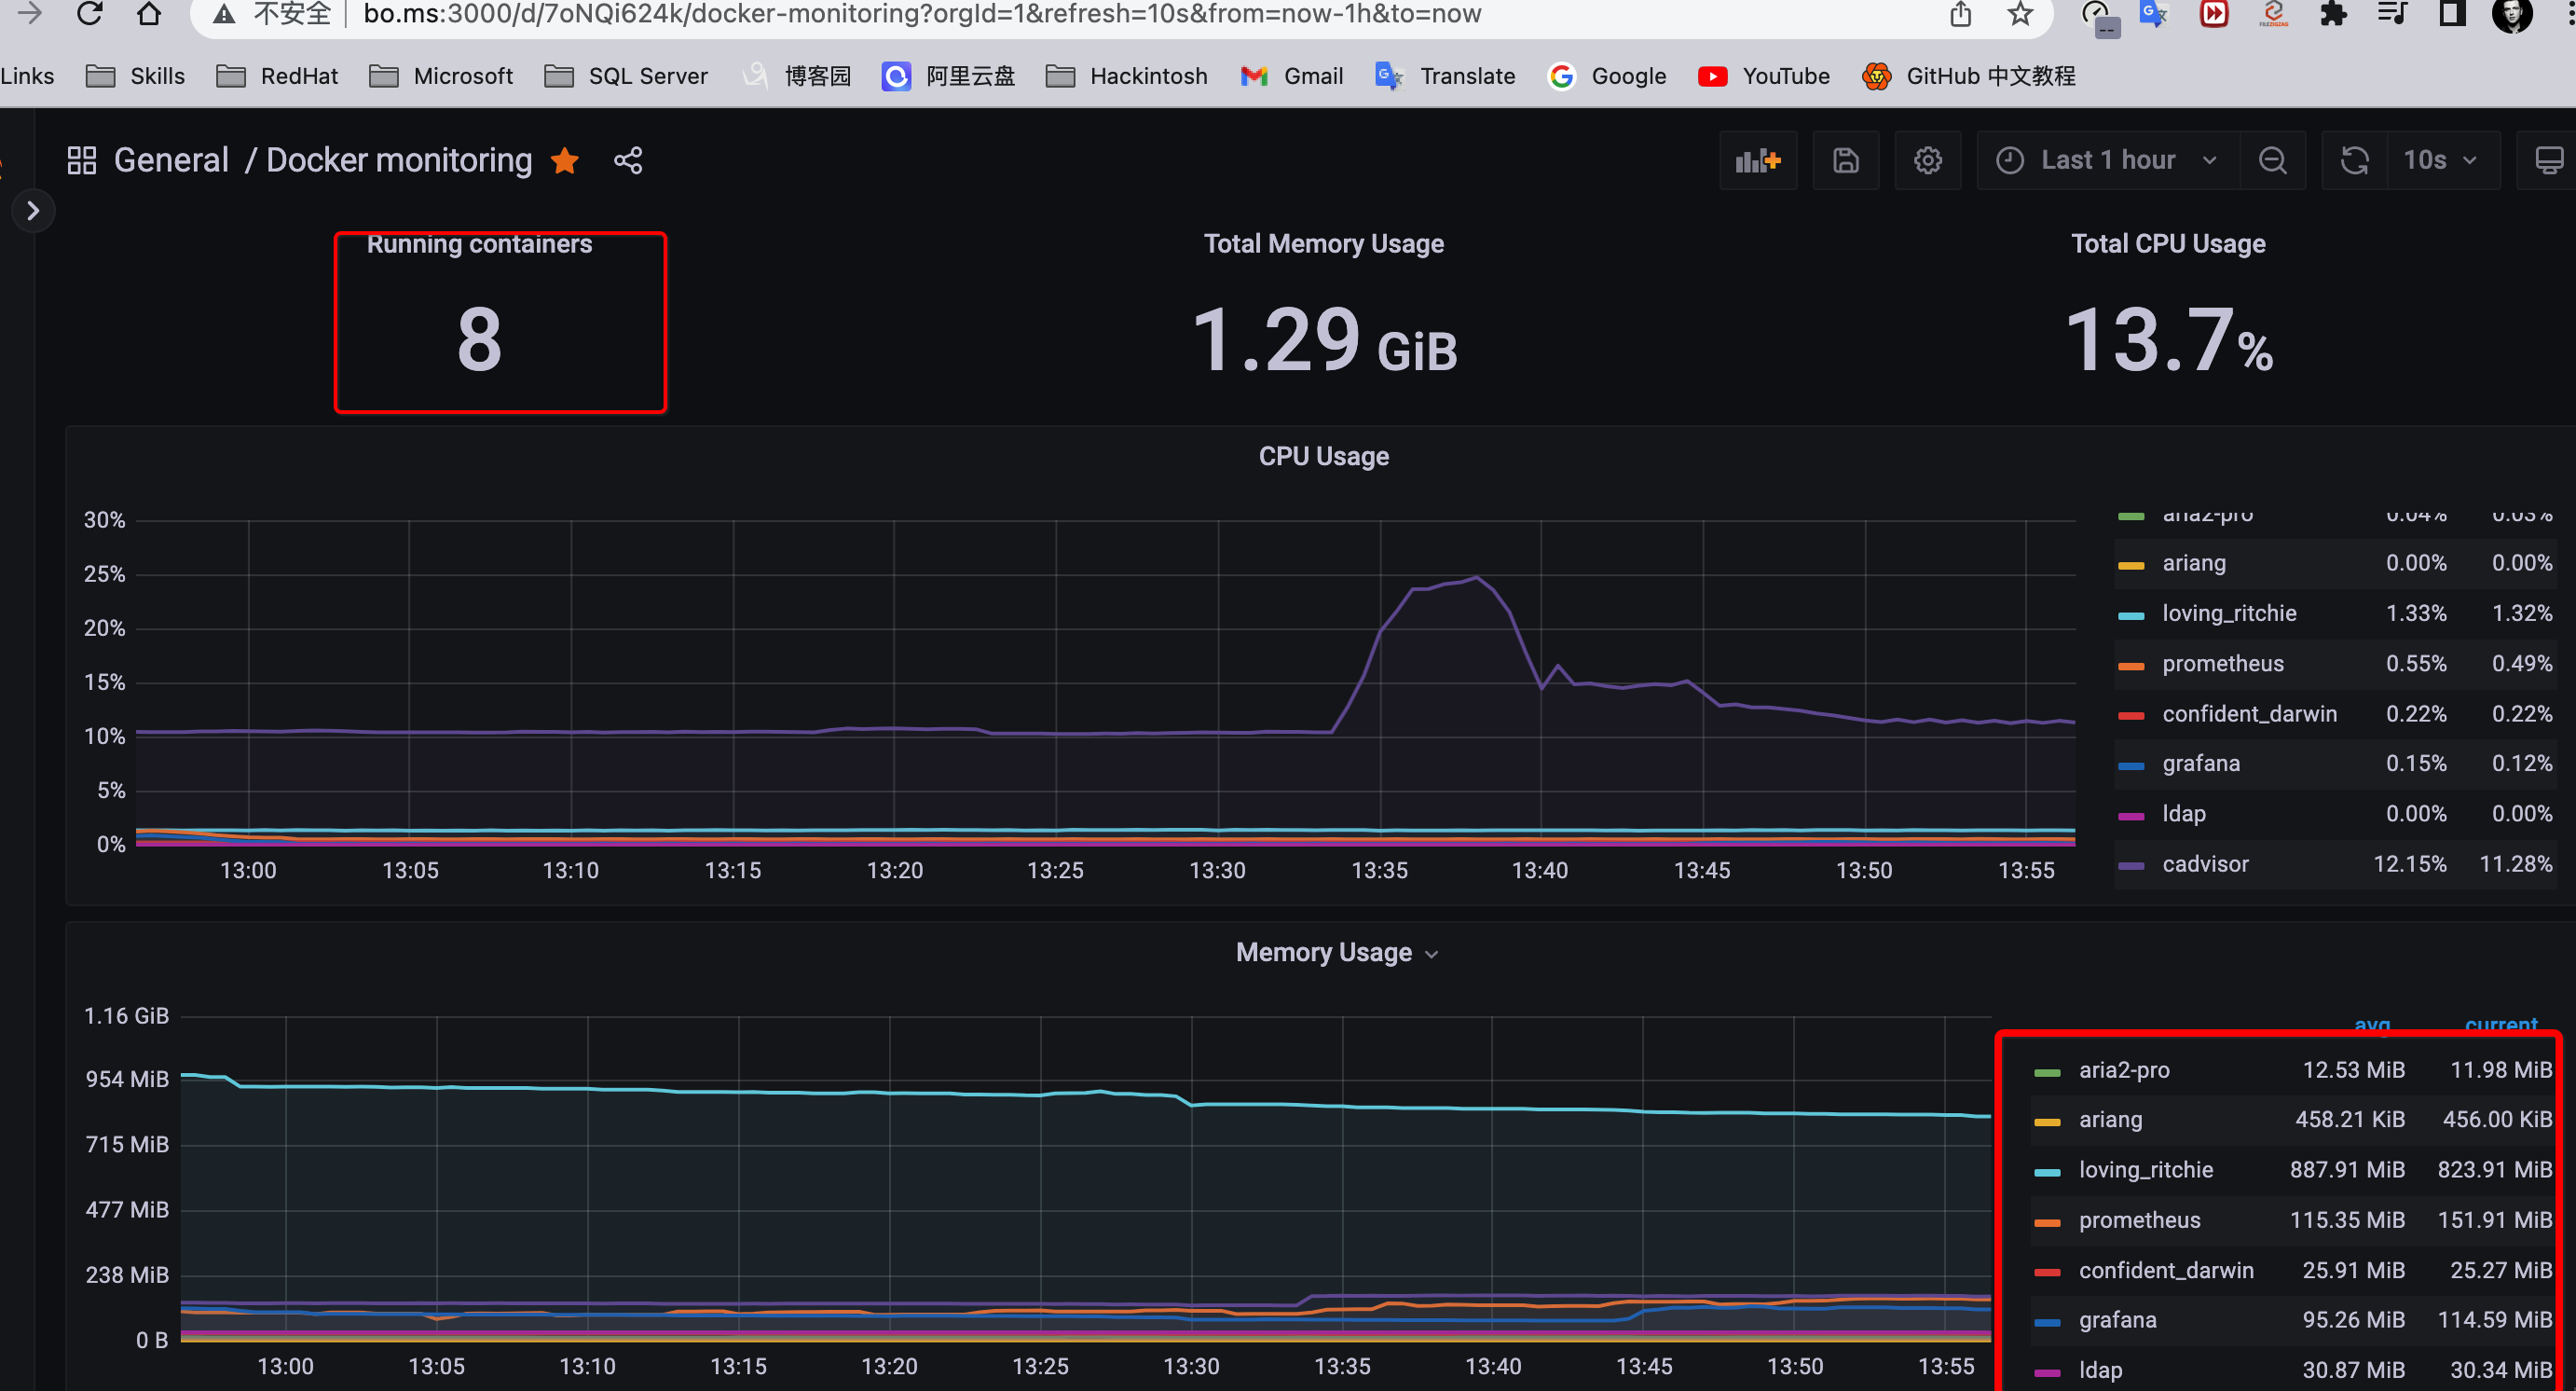 不安全 bo.ms:3000/d/7oNQi624k/docker-monitoring?orgId=1&refresh=10s&from=now-1h&to=now
Links Skills RedHat Microsoft SQL Server 博客园 阿里云盘 Hackintosh Gmail Translate Google YouTube GitHub 中文教程
General / Docker monitoring Last 1 hour 10s
Running containers
8
Total Memory Usage
1.29 GiB
Total CPU Usage
13.7%
CPU Usage
30%
25%
20%
15%
10%
5%
0%
13:00 13:05 13:10 13:15 13:20 13:25 13:30 13:35 13:40 13:45 13:50 13:55
aria2-pro 0.04% 0.03%
ariang 0.00% 0.00%
loving_ritchie 1.33% 1.32%
prometheus 0.55% 0.49%
confident_darwin 0.22% 0.22%
grafana 0.15% 0.12%
ldap 0.00% 0.00%
cadvisor 12.15% 11.28%
Memory Usage
1.16 GiB
954 MiB
715 MiB
477 MiB
238 MiB
0 B
13:00 13:05 13:10 13:15 13:20 13:25 13:30 13:35 13:40 13:45 13:50 13:55
avg current
aria2-pro 12.53 MiB 11.98 MiB
ariang 458.21 KiB 456.00 KiB
loving_ritchie 887.91 MiB 823.91 MiB
prometheus 115.35 MiB 151.91 MiB
confident_darwin 25.91 MiB 25.27 MiB
grafana 95.26 MiB 114.59 MiB
ldap 30.87 MiB 30.34 MiB